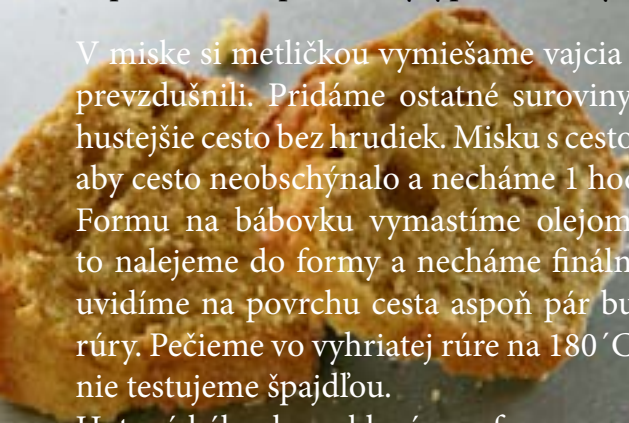 V miske si metličkou vymiešame vajcia
prevzdušnili. Pridáme ostatné suroviny
hustejšie cesto bez hrudiek. Misku s cesto
aby cesto neobschýnalo a necháme 1 hod
Formu na bábovku vymastíme olejom
to nalejeme do formy a necháme fináln
uvidíme na povrchu cesta aspoň pár bu
rúry. Pečieme vo vyhriatej rúre na 180´C
nie testujeme špajdľou.